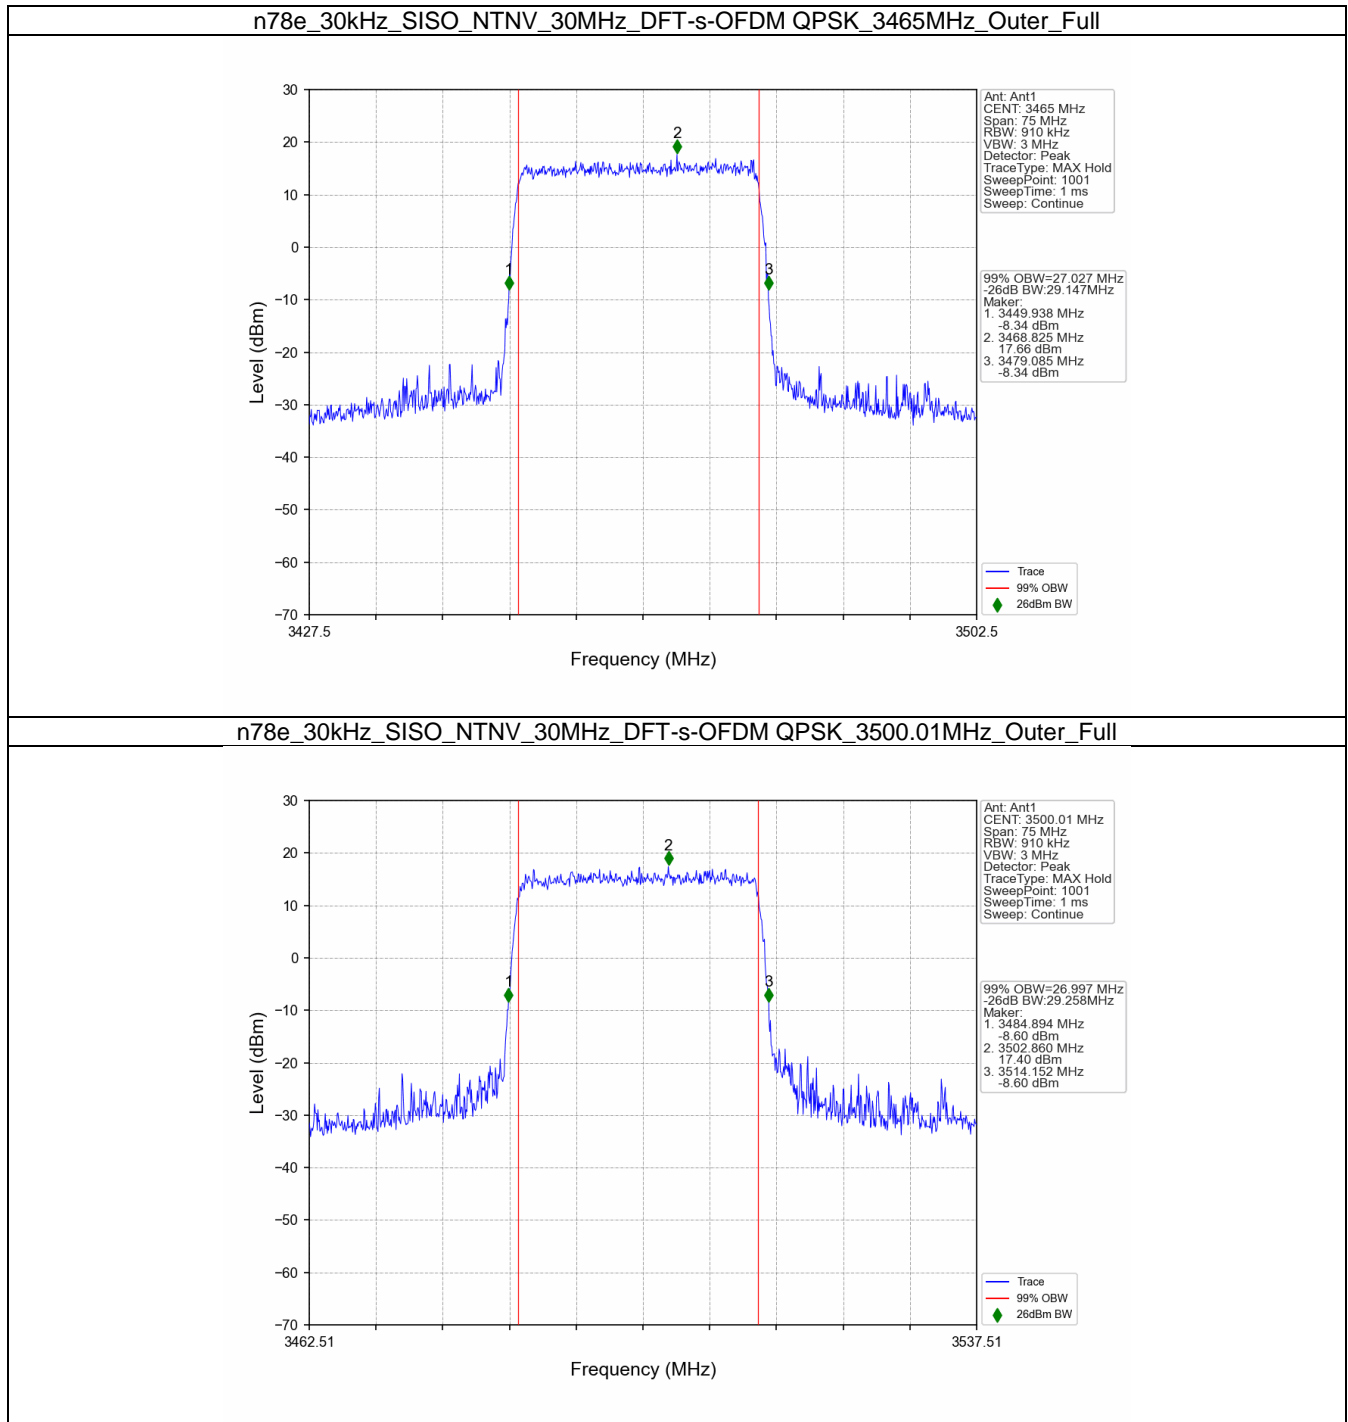 n78e_30kHz_SISO_NTNV_30MHz_DFT-s-OFDM QPSK_3465MHz_Outer_Full
30
20
10
0
−10
−20
−30
−40
−50
−60
−70
Level (dBm)
1
2
3
3427.5
3502.5
Frequency (MHz)
Ant: Ant1
CENT: 3465 MHz
Span: 75 MHz
RBW: 910 kHz
VBW: 3 MHz
Detector: Peak
TraceType: MAX Hold
SweepPoint: 1001
SweepTime: 1 ms
Sweep: Continue
99% OBW=27.027 MHz
-26dB BW:29.147MHz
Maker:
1. 3449.938 MHz
-8.34 dBm
2. 3468.825 MHz
17.66 dBm
3. 3479.085 MHz
-8.34 dBm
Trace
99% OBW
26dBm BW
n78e_30kHz_SISO_NTNV_30MHz_DFT-s-OFDM QPSK_3500.01MHz_Outer_Full
30
20
10
0
−10
−20
−30
−40
−50
−60
−70
Level (dBm)
1
2
3
3462.51
3537.51
Frequency (MHz)
Ant: Ant1
CENT: 3500.01 MHz
Span: 75 MHz
RBW: 910 kHz
VBW: 3 MHz
Detector: Peak
TraceType: MAX Hold
SweepPoint: 1001
SweepTime: 1 ms
Sweep: Continue
99% OBW=26.997 MHz
-26dB BW:29.258MHz
Maker:
1. 3484.894 MHz
-8.60 dBm
2. 3502.860 MHz
17.40 dBm
3. 3514.152 MHz
-8.60 dBm
Trace
99% OBW
26dBm BW